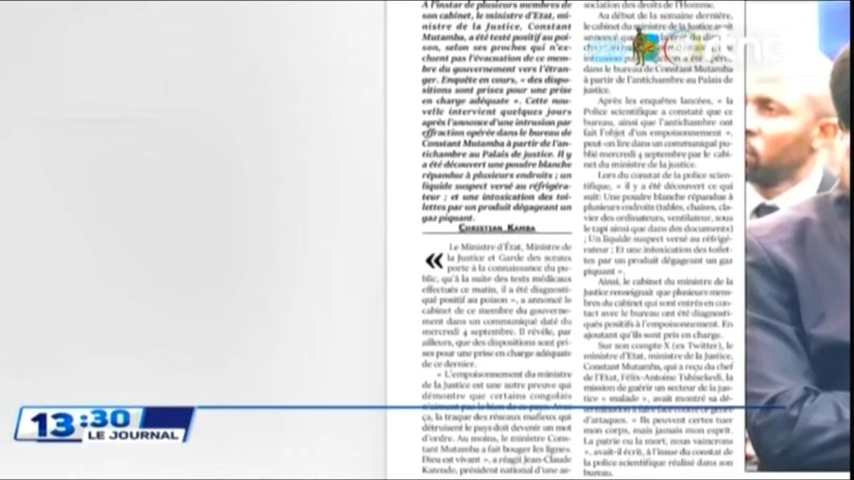 A l'instar de plusieurs membres de
son cabinet, le ministre d'Etat, mi-
nistre de la Justice, Constant
Mutamba, a été testé positif au poi-
son, selon ses proches qui n'ex-
cluent pas l'évacuation de ce mem-
bre du gouvernement vers l'étran-
ger. Enquête en cours, « des dispo-
sitions sont prises pour une prise
en charge adéquate ». Cette nou-
velle intervient quelques jours
après l'annonce d'une intrusion par
effraction opérée dans le bureau de
Constant Mutamba à partir de l'an-
tichambre au Palais de justice. Il y
a été découvert une poudre blanche
répandue à plusieurs endroits ; un
liquide suspect versé au réfrigéra-
teur ; et une intoxication des toi-
lettes par un produit dégageant un
gaz piquant.
CHRISTIAN KAMBA
« Le Ministre d'État, Ministre de
la Justice et Garde des sceaux
porte à la connaissance du pu-
blic, qu'à la suite des tests médicaux
effectués ce matin, il a été diagnosti-
qué positif au poison », a annoncé le
cabinet de ce membre du gouverne-
ment dans un communiqué daté du
mercredi 4 septembre. Il révèle, par
ailleurs, que des dispositions sont pri-
ses pour une prise en charge adéquate
de ce dernier.
« L'empoisonnement du ministre
de la Justice est une autre preuve qui
démontre que certains congolais
ça, la traque des réseaux mafieux qui
détruisent le pays doit devenir un mot
d'ordre. Au moins, le ministre Cons-
tant Mutamba a fait bouger les lignes.
Dieu est vivant », a réagit Jean-Claude
Katende, président national d'une as-
sociation des droits de l'Homme.
Au début de la semaine dernière,
le cabinet du ministre de la Justice avait
annoncé
intrusion par
dans le bureau de Constant Mutamba
à partir de l'antichambre au Palais de
justice.
Après les enquêtes lancées, « la
Police scientifique a constaté que ce
bureau, ainsi que l'antichambre ont
fait l'objet d'un empoisonnement »,
peut-on lire dans un communiqué pu-
blié mercredi 4 septembre par le cabi-
net du ministre de la justice.
Lors du constat de la police scien-
tifique, « il y a été découvert ce qui
suit: Une poudre blanche répandue à
plusieurs endroits (tables, chaises, cla-
vier des ordinateurs, ventilateur, sous
le tapi ainsi que dans des documents)
; Un liquide suspect versé au réfrigé-
rateur ; Et une intoxication des toilet-
tes par un produit dégageant un gaz
piquant ».
Ainsi, le cabinet du ministre de la
Justice renseignait que plusieurs mem-
bres du cabinet qui sont entrés en con-
tact avec le bureau ont été diagnosti-
qués positifs à l'empoisonnement. En
ajoutant qu'ils sont pris en charge.
Sur son compte X (ex Twitter), le
ministre d'Etat, ministre de la Justice,
Constant Mutamba, qui a reçu du chef
de l'Etat, Félix-Antoine Tshisekedi, la
mission de guérir un secteur de la jus-
tice « malade », avait montré sa dé-
d'attaques. « Ils peuvent certes tuer
mon corps, mais jamais mon esprit.
La patrie ou la mort, nous vaincrons
», avait-il écrit, à l'issue du constat de
la police scientifique réalisé dans son
bureau.
13:30
LE JOURNAL